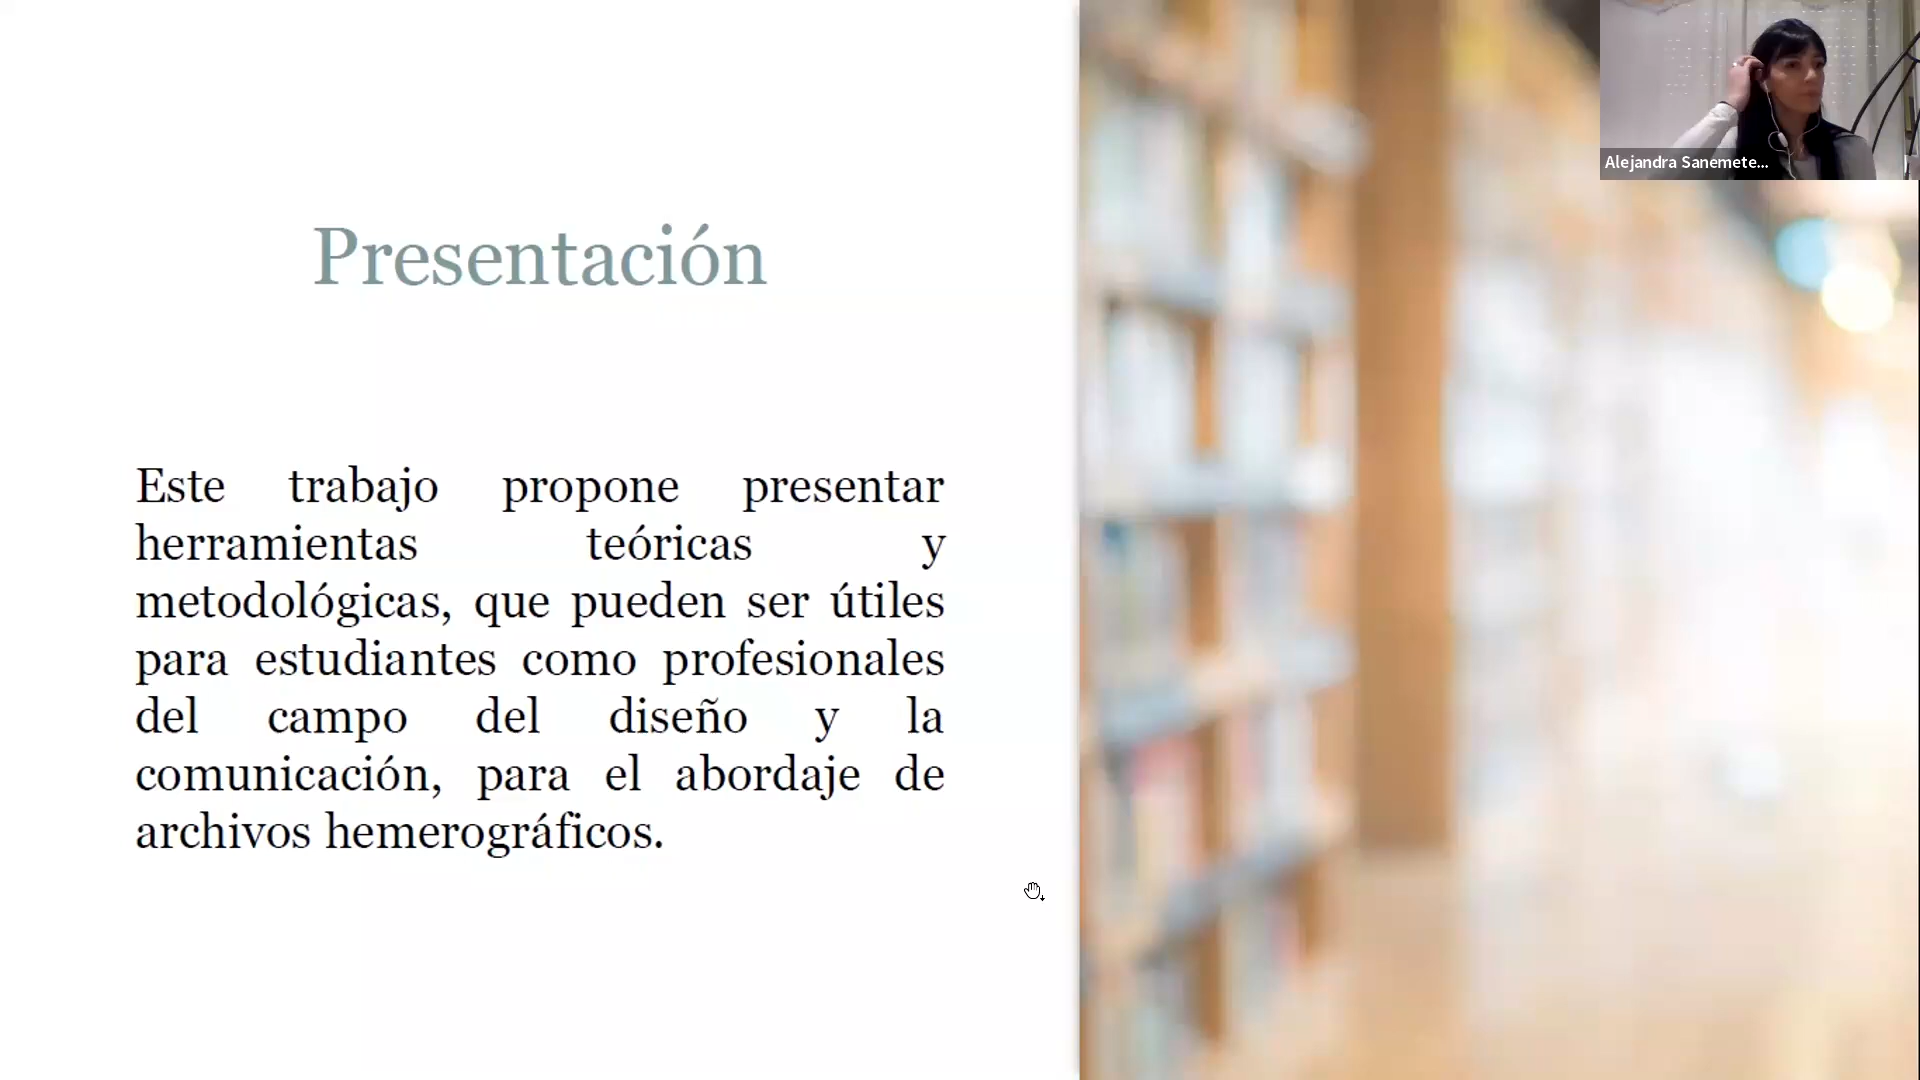 Presentación
Este trabajo propone presentar
herramientas teóricas y
metodológicas, que pueden ser útiles
para estudiantes como profesionales
del campo del diseño y la
comunicación, para el abordaje de
archivos hemerográficos.
Alejandra Sanemete...